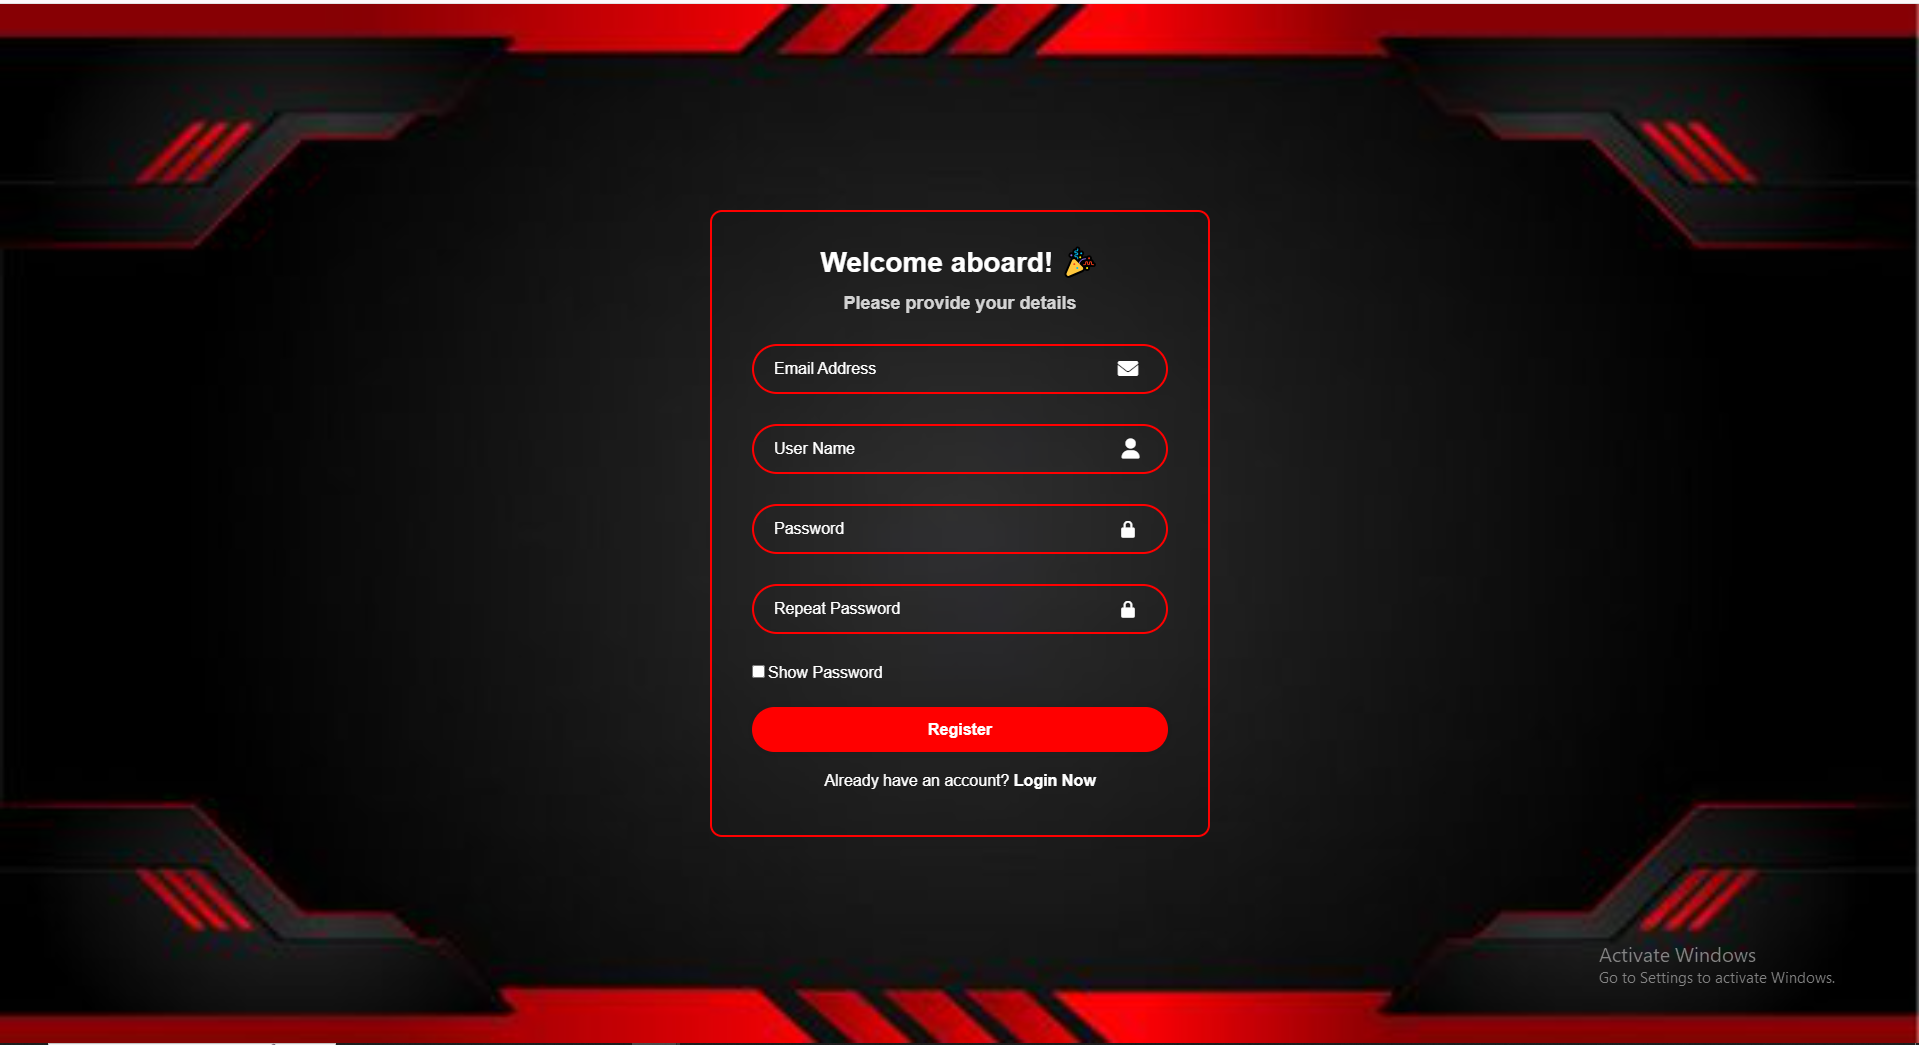 Welcome aboard! 🎉
Please provide your details
Email Address
User Name
Password
Repeat Password
Show Password
Register
Already have an account? Login Now
Activate Windows
Go to Settings to activate Windows.